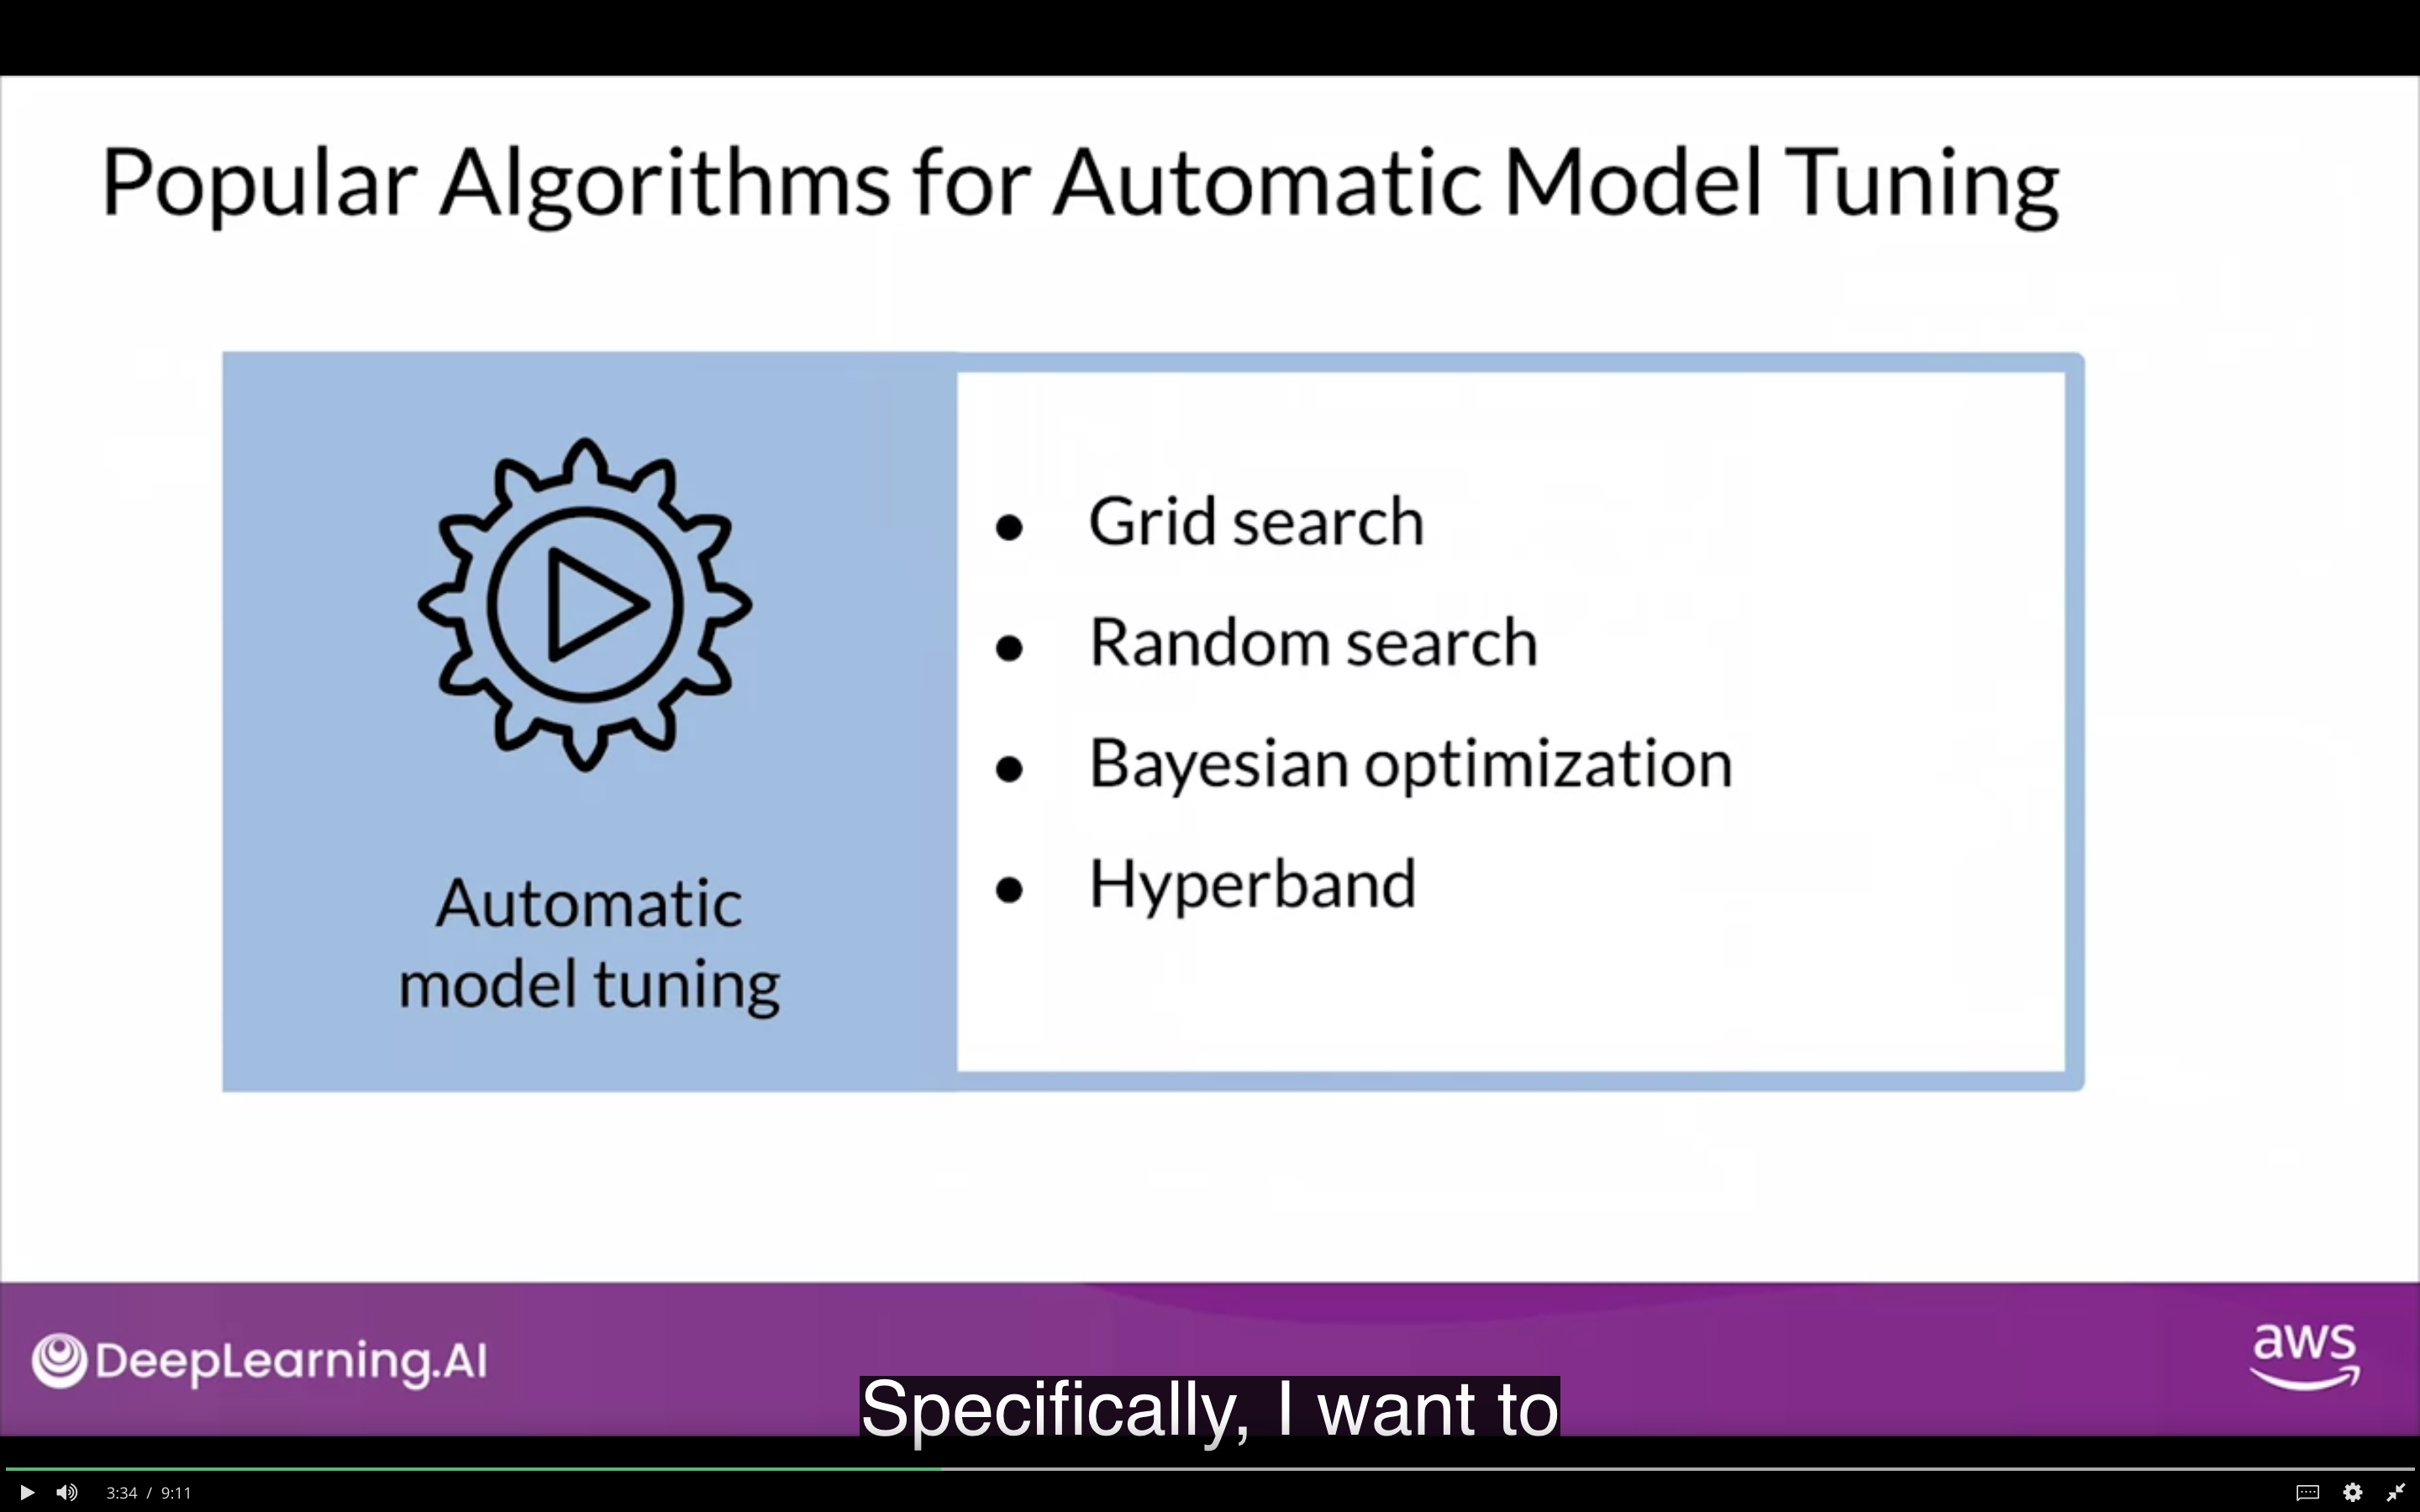 Popular Algorithms for Automatic Model Tuning
Automatic
model tuning
● Grid search
● Random search
● Bayesian optimization
● Hyperband
DeepLearning.AI
aws
Specifically, I want to
3:34 / 9:11